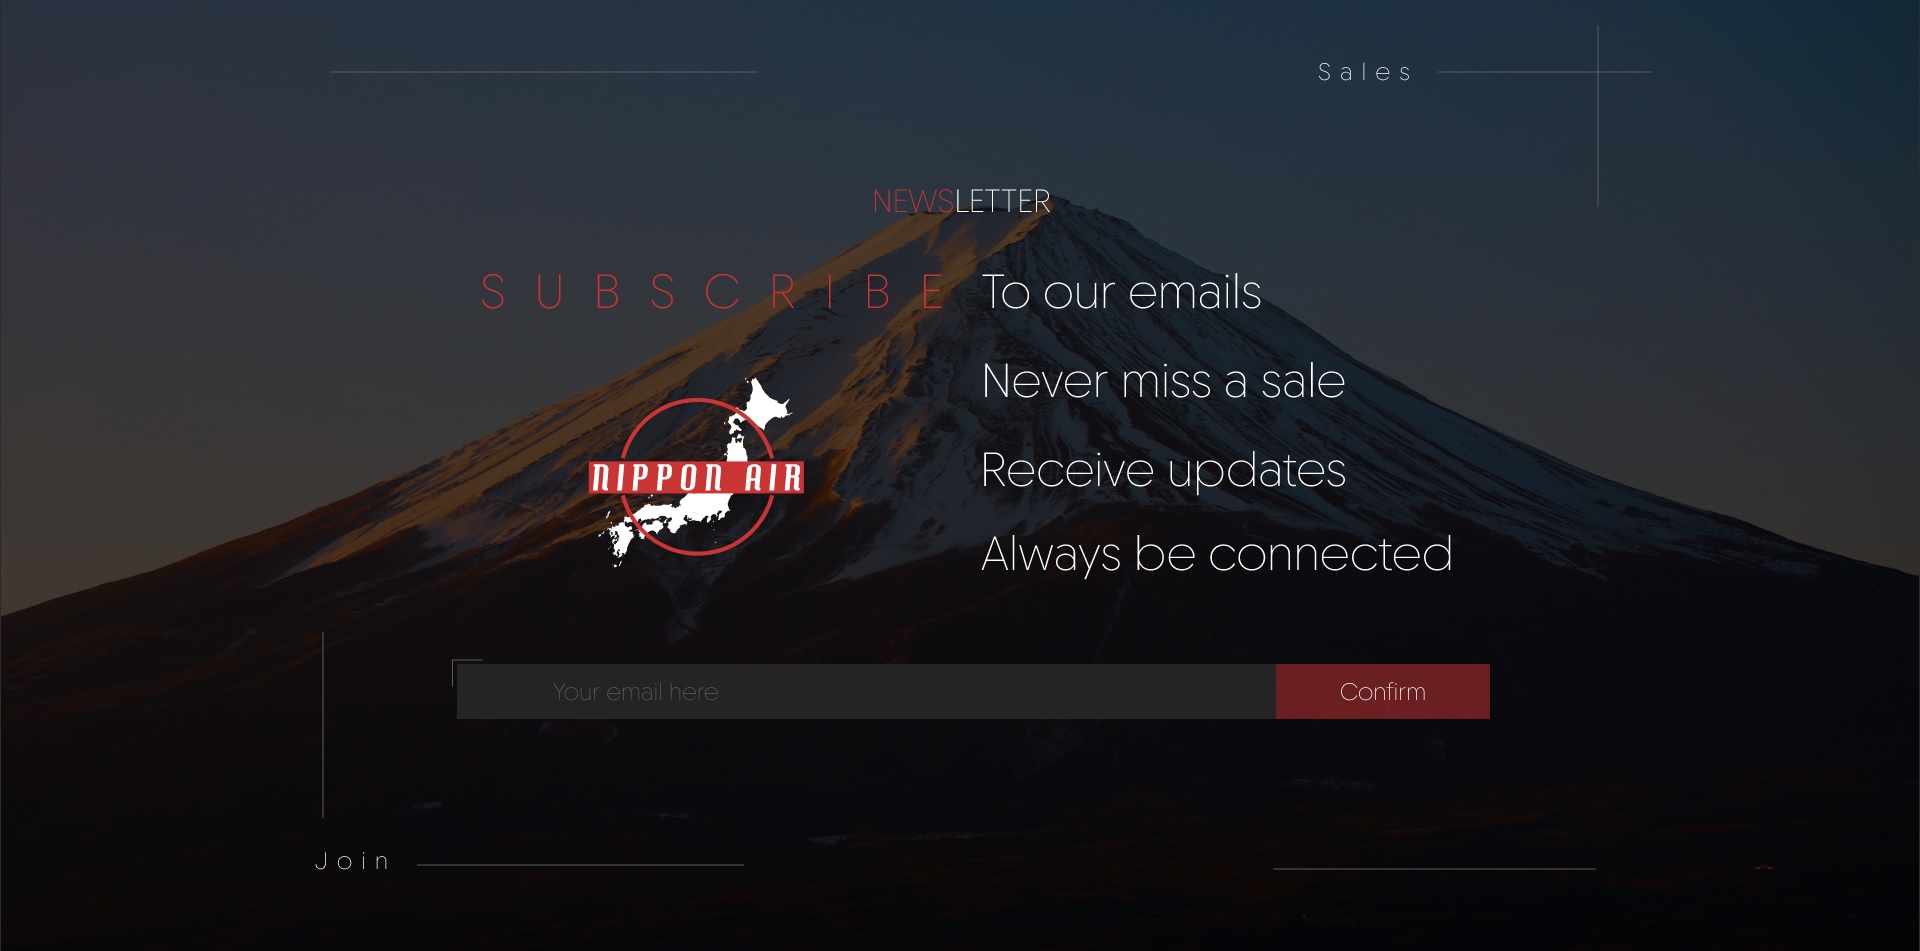 Sales
NEWSLETTER
SUBSCRIBE To our emails
Never miss a sale
NIPPON AIR
Receive updates
Always be connected
Your email here
Confirm
Join